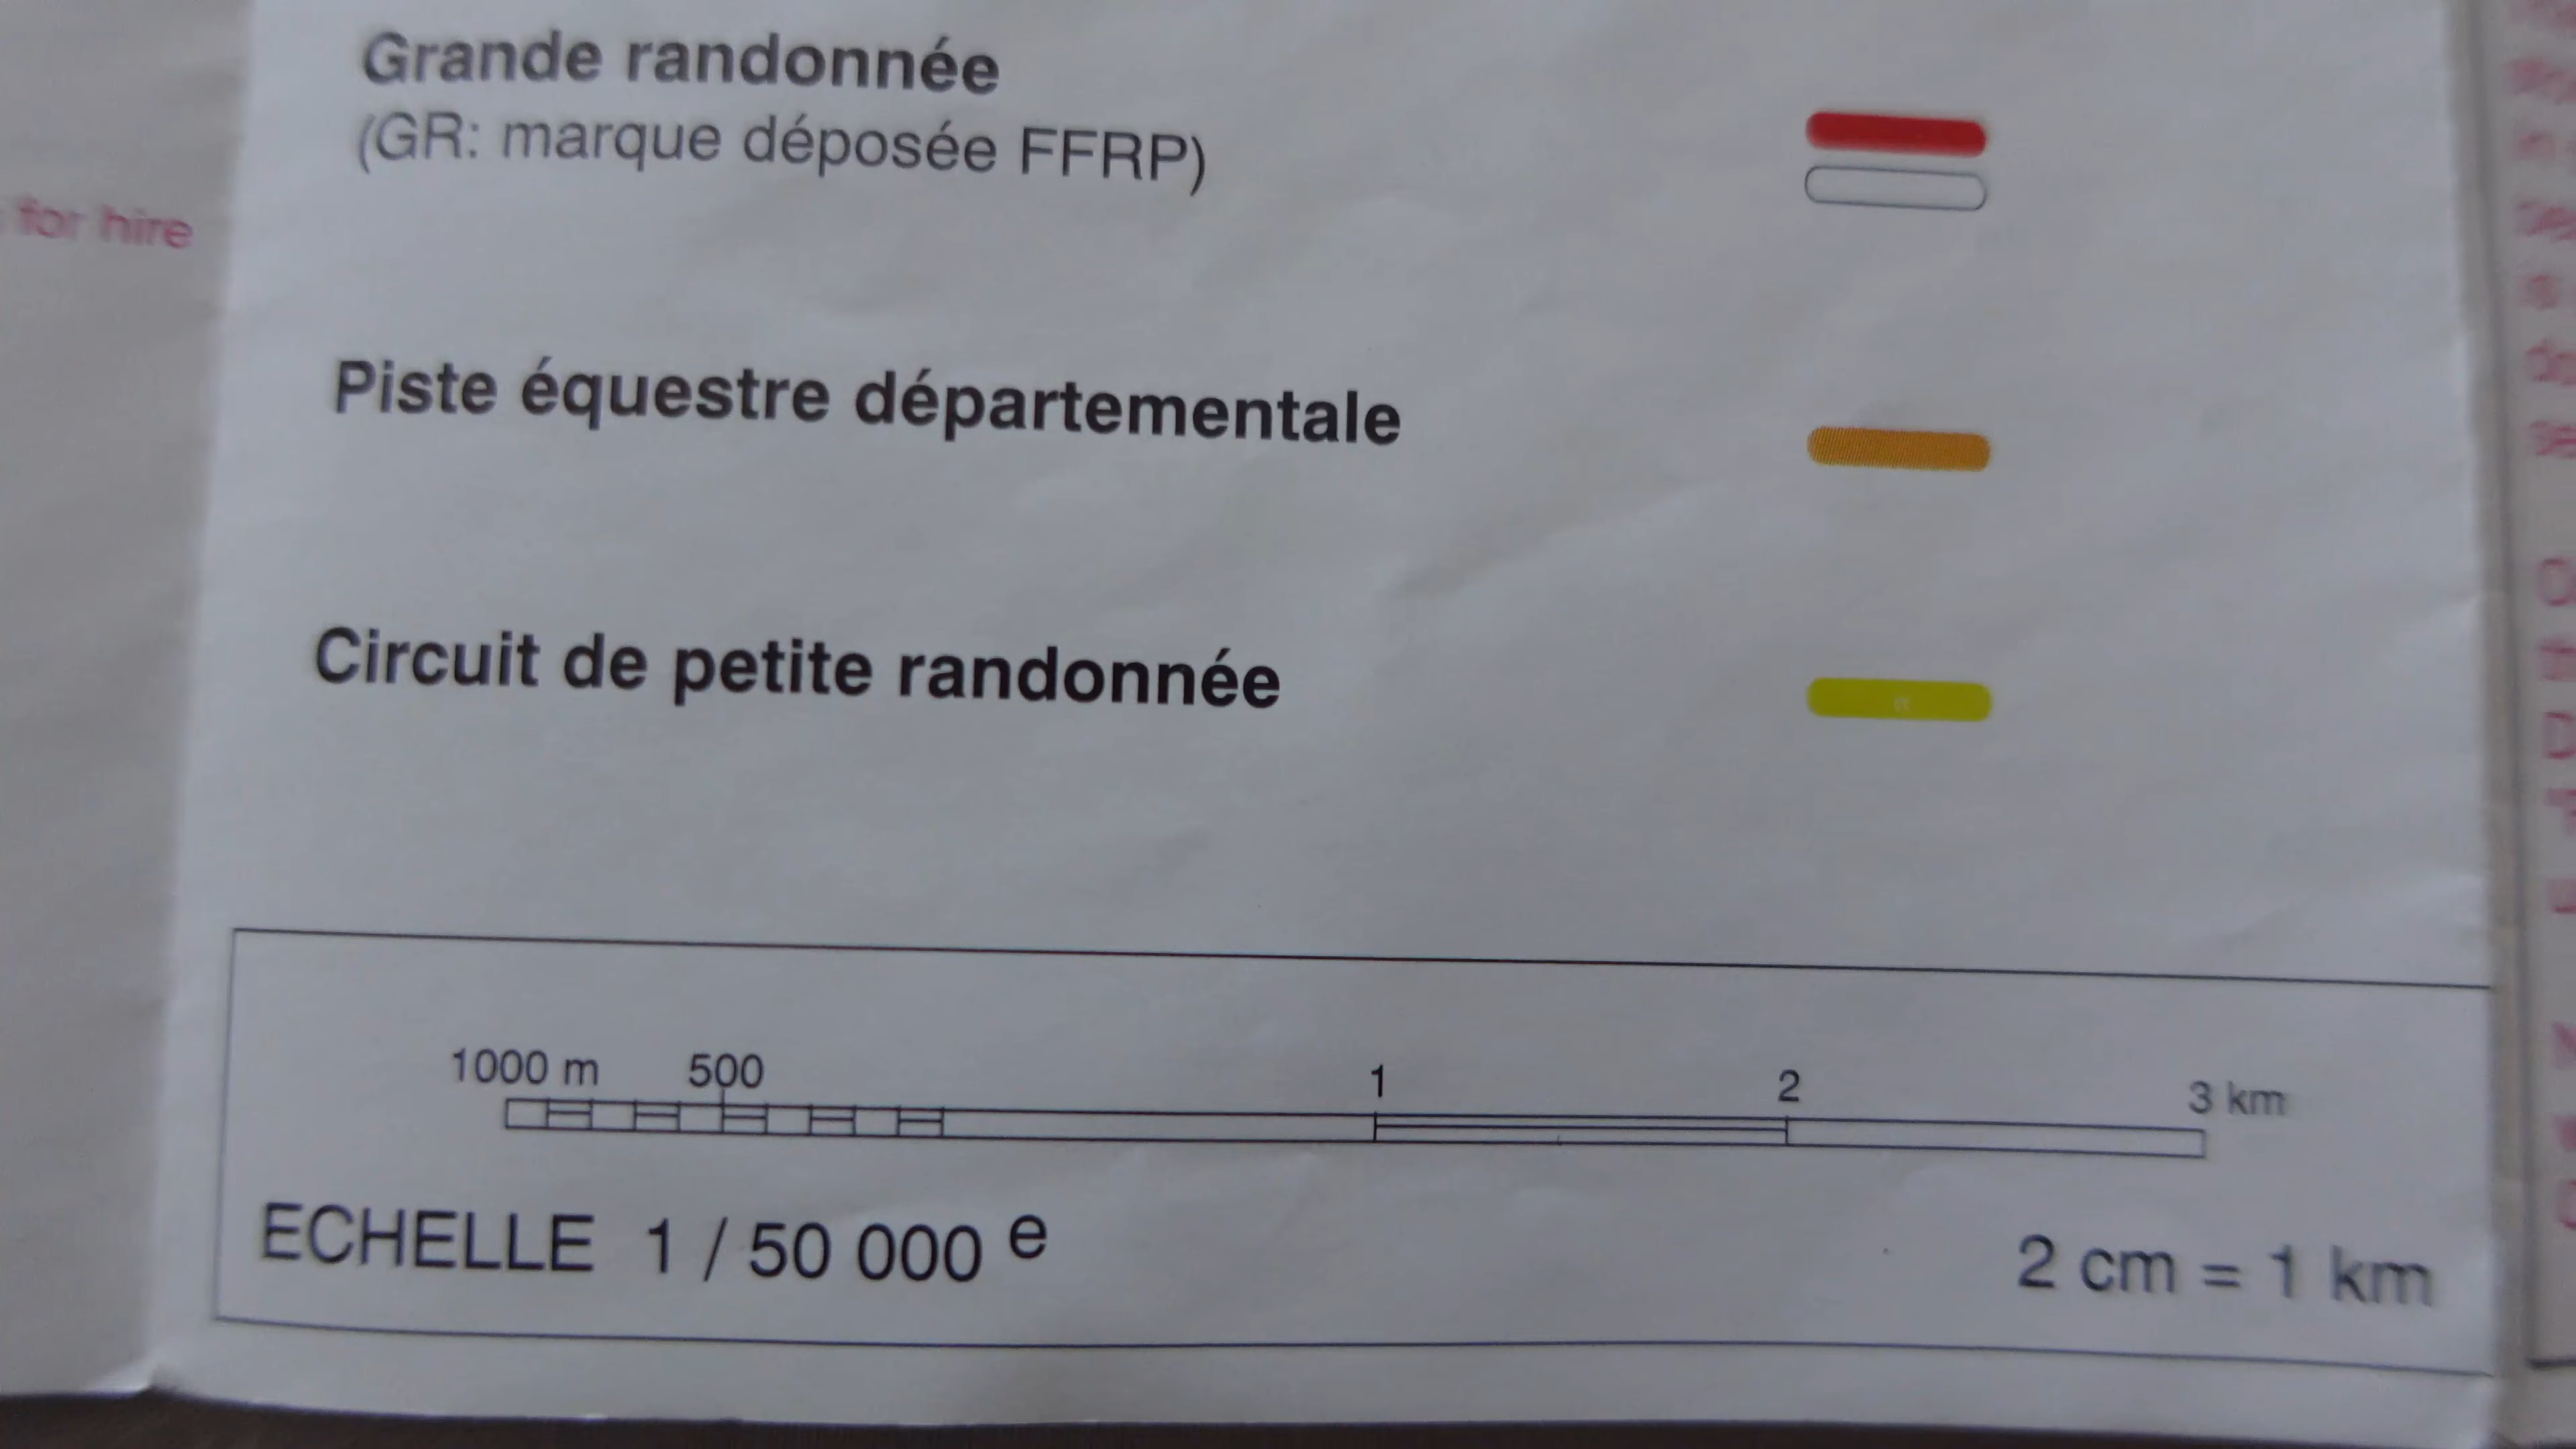 Grande randonnée
(GR: marque déposée FFRP)
for hire
Piste équestre départementale
Circuit de petite randonnée
1000 m 500 1 2 3 km
ECHELLE 1 / 50 000 e
2 cm = 1 km